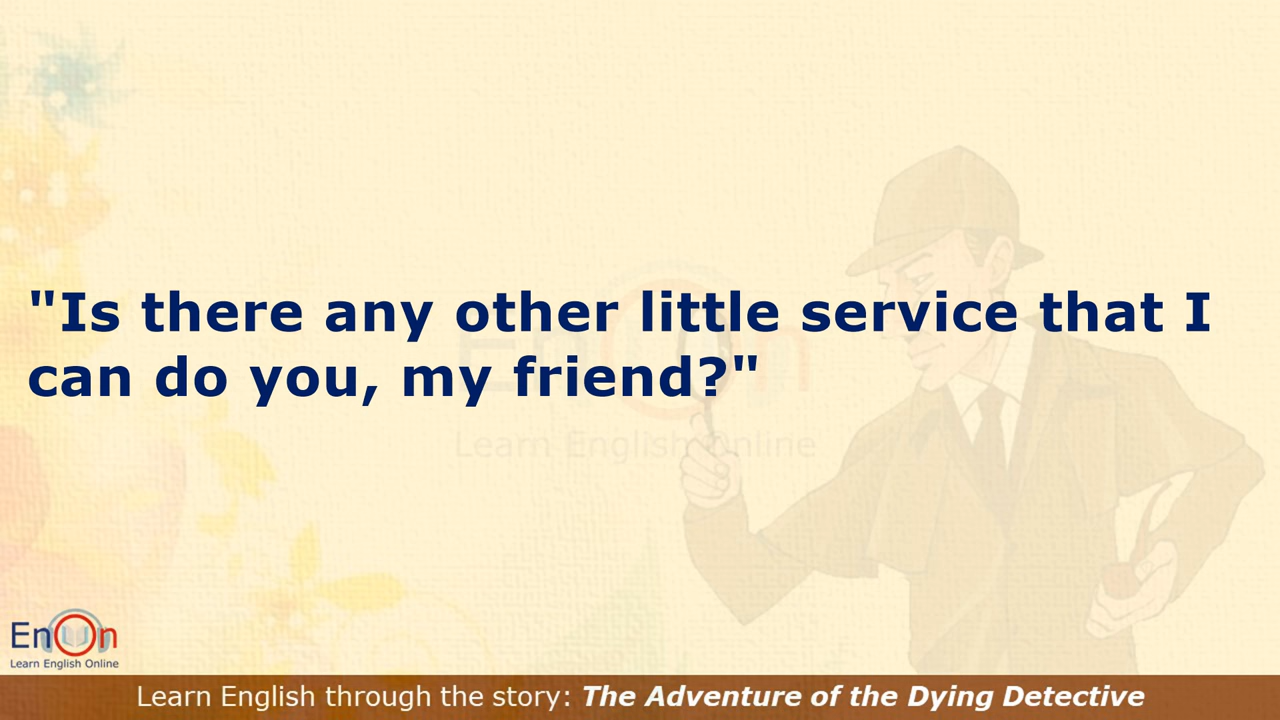 "Is there any other little service that I
can do you, my friend?"
EnOn
Learn English Online
EnOn
Learn English Online
Learn English through the story: The Adventure of the Dying Detective